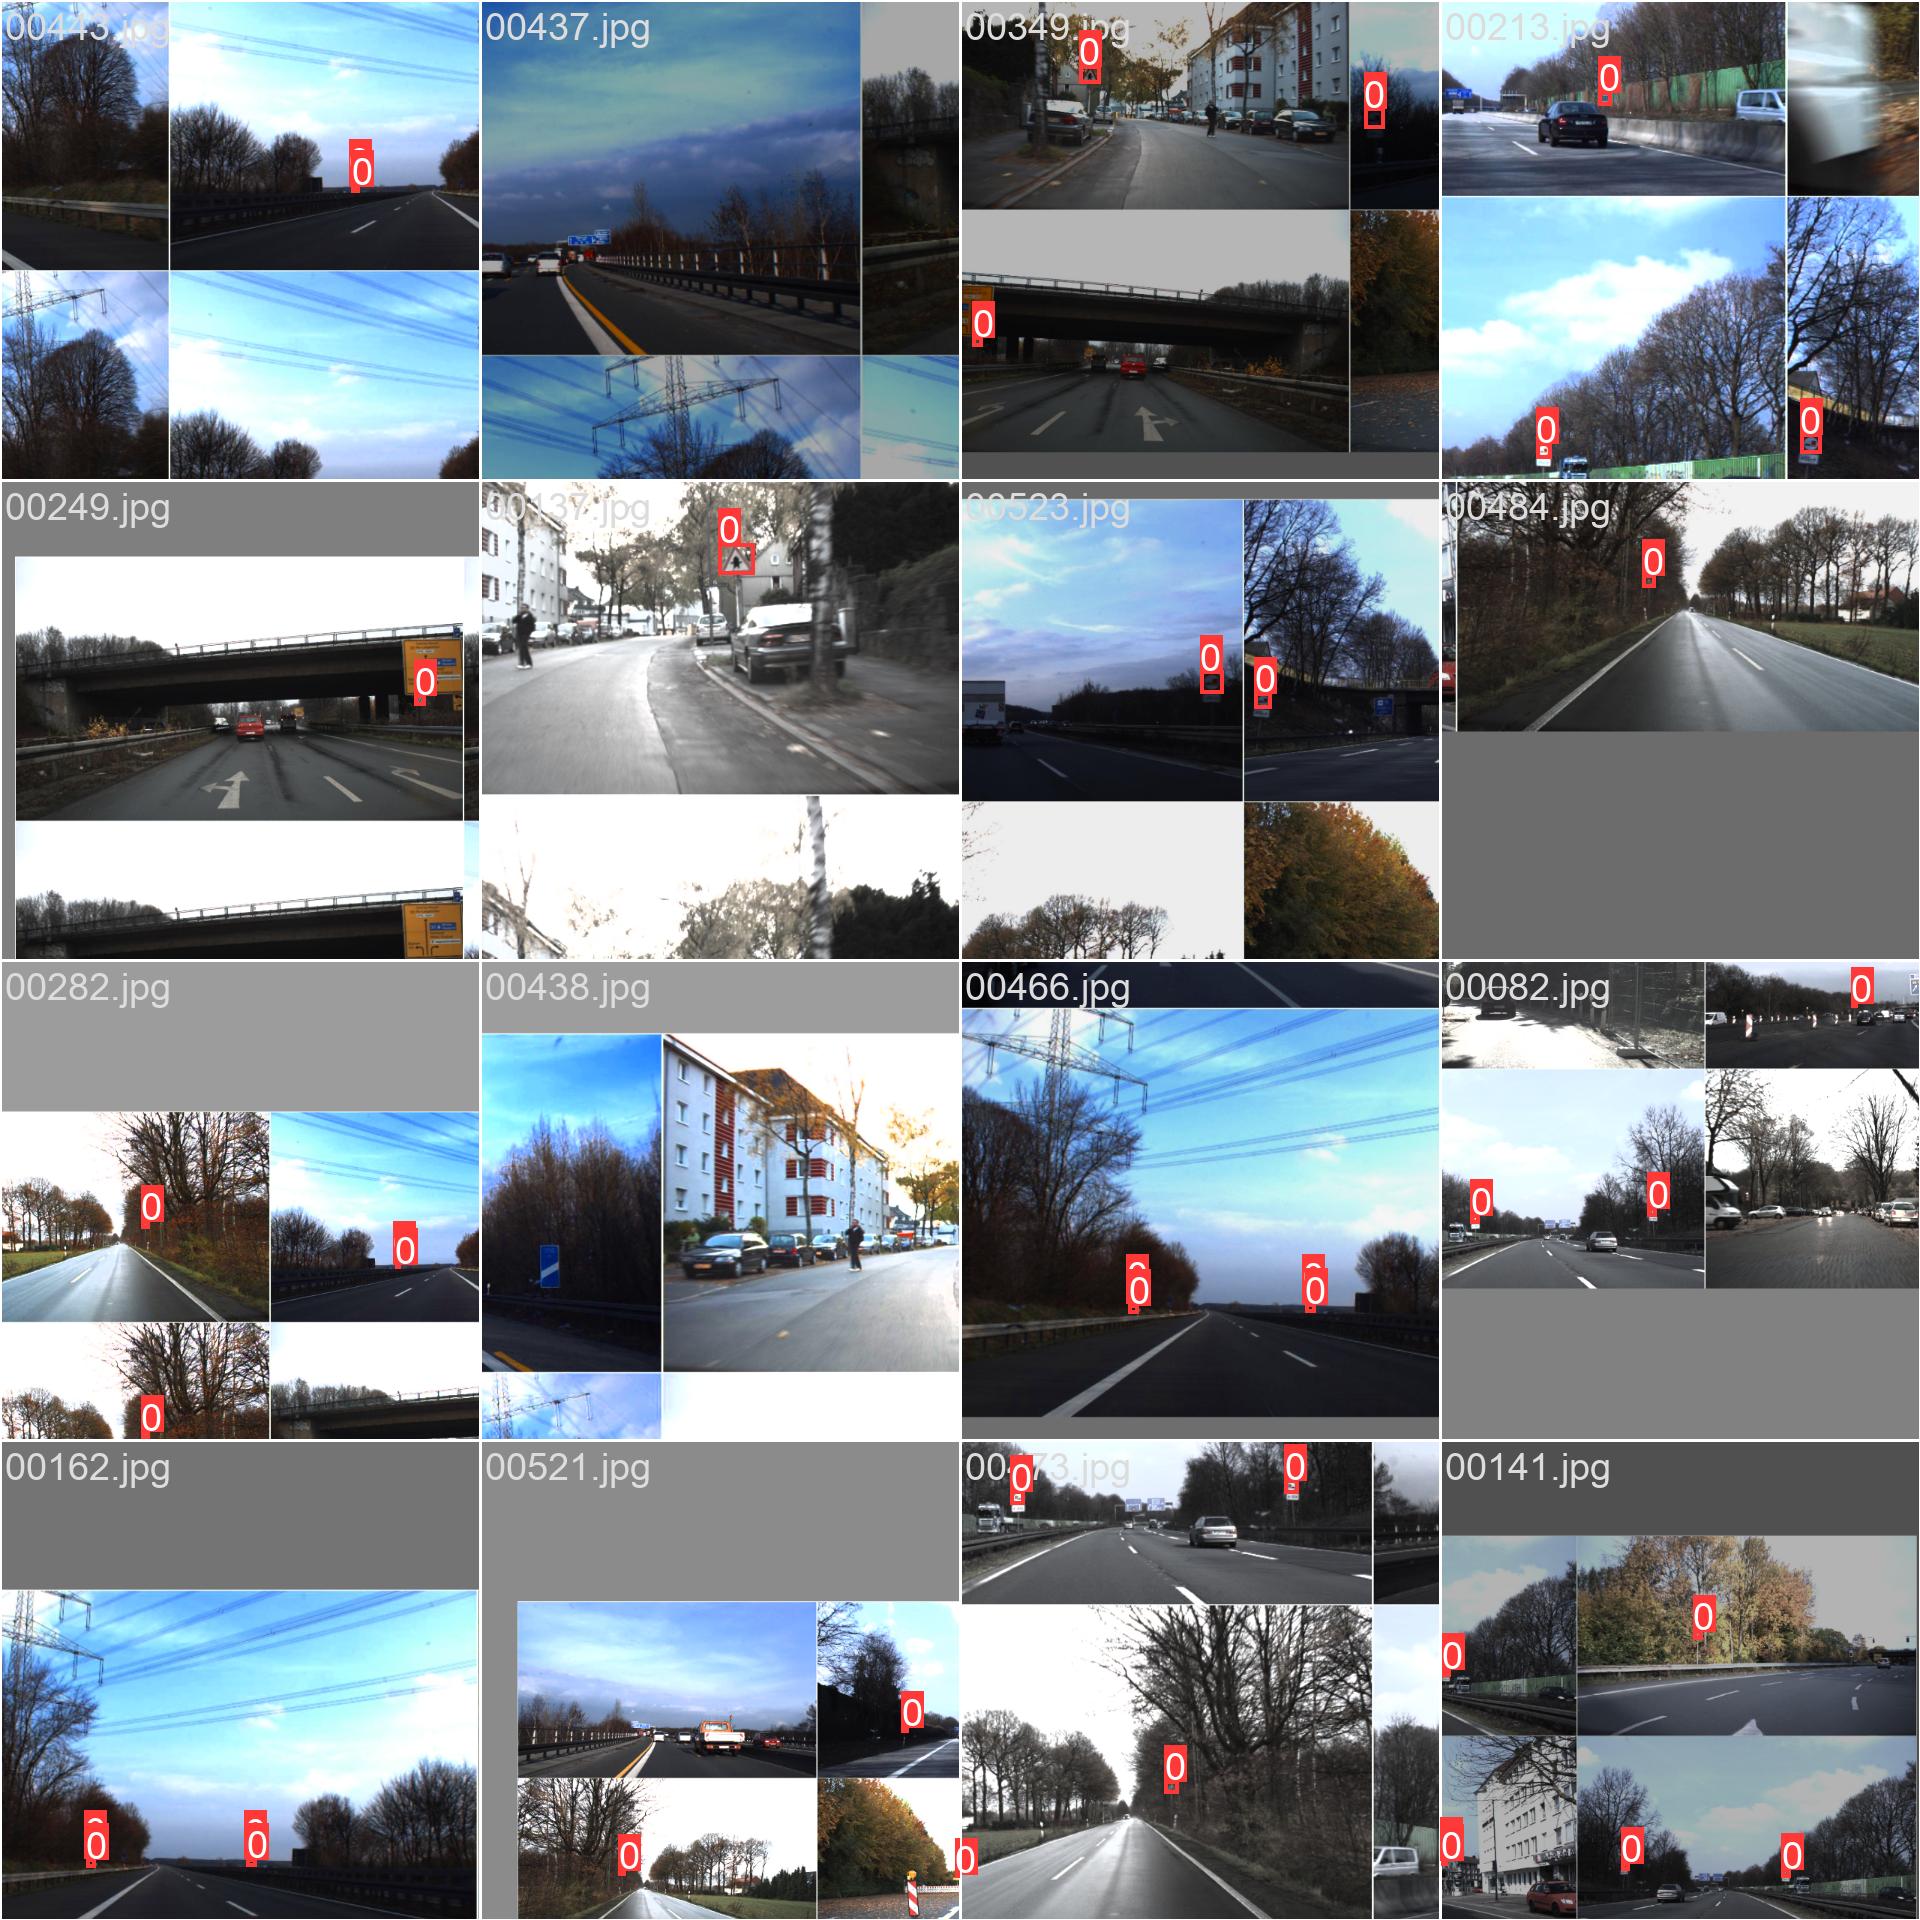 00443.jpg 00437.jpg 00349.jpg 00213.jpg
0 0 0 0
0 0 0
00249.jpg 00137.jpg 00523.jpg 00484.jpg
0 0 0 0 0
00282.jpg 00438.jpg 00466.jpg 00082.jpg
0 0 0 0 0 0 0
0
00162.jpg 00521.jpg 00141.jpg
0 0 0 0 0 0
0 0 0 0 0 0 0 0